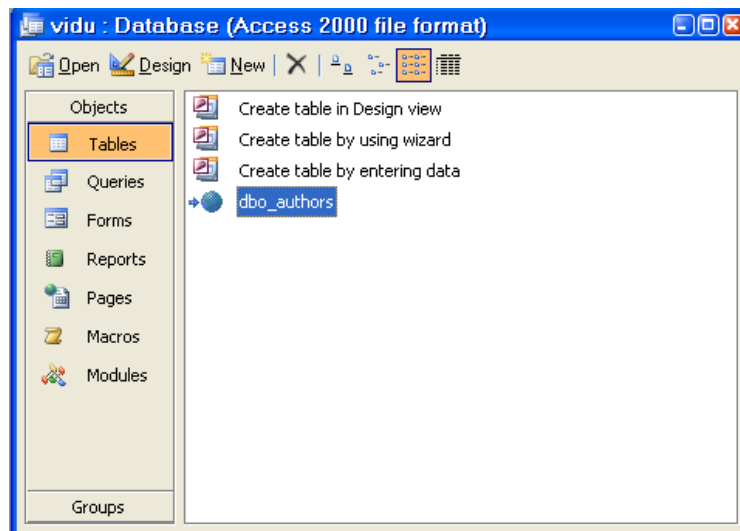 vidu : Database (Access 2000 file format)
Open Design New
Objects
Tables
Queries
Forms
Reports
Pages
Macros
Modules
Groups
Create table in Design view
Create table by using wizard
Create table by entering data
dbo_authors